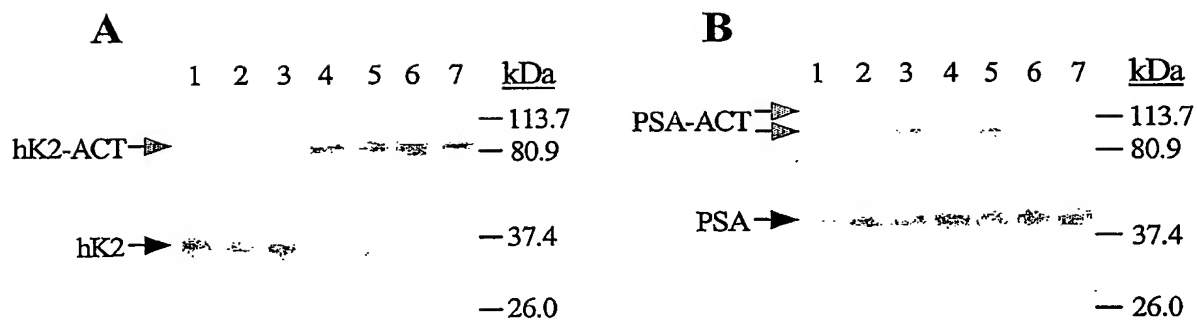 A
1 2 3 4 5 6 7 kDa
113.7
hK2-ACT
80.9
hK2
37.4
26.0
B
1 2 3 4 5 6 7 kDa
PSA-ACT
113.7
80.9
PSA
37.4
26.0